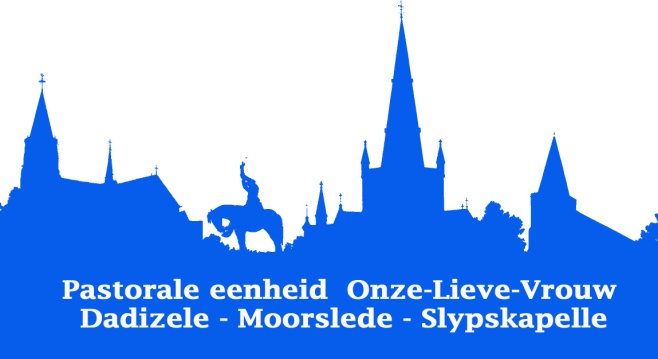 Pastorale eenheid Onze-Lieve-Vrouw
Dadizele - Moorslede - Slypskapelle